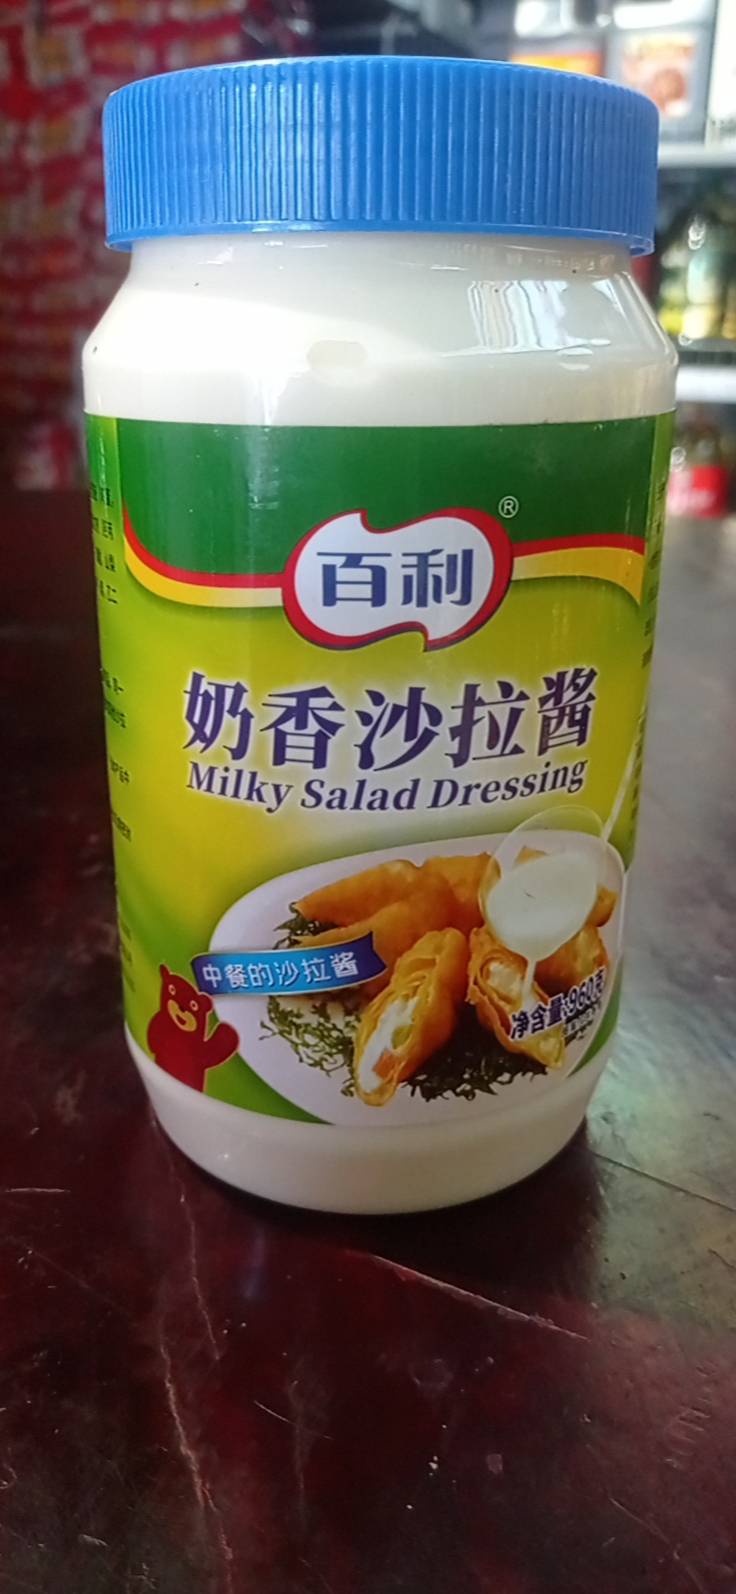 ®
百利
奶香沙拉酱
Milky Salad Dressing
中餐的沙拉酱
净含量:960克